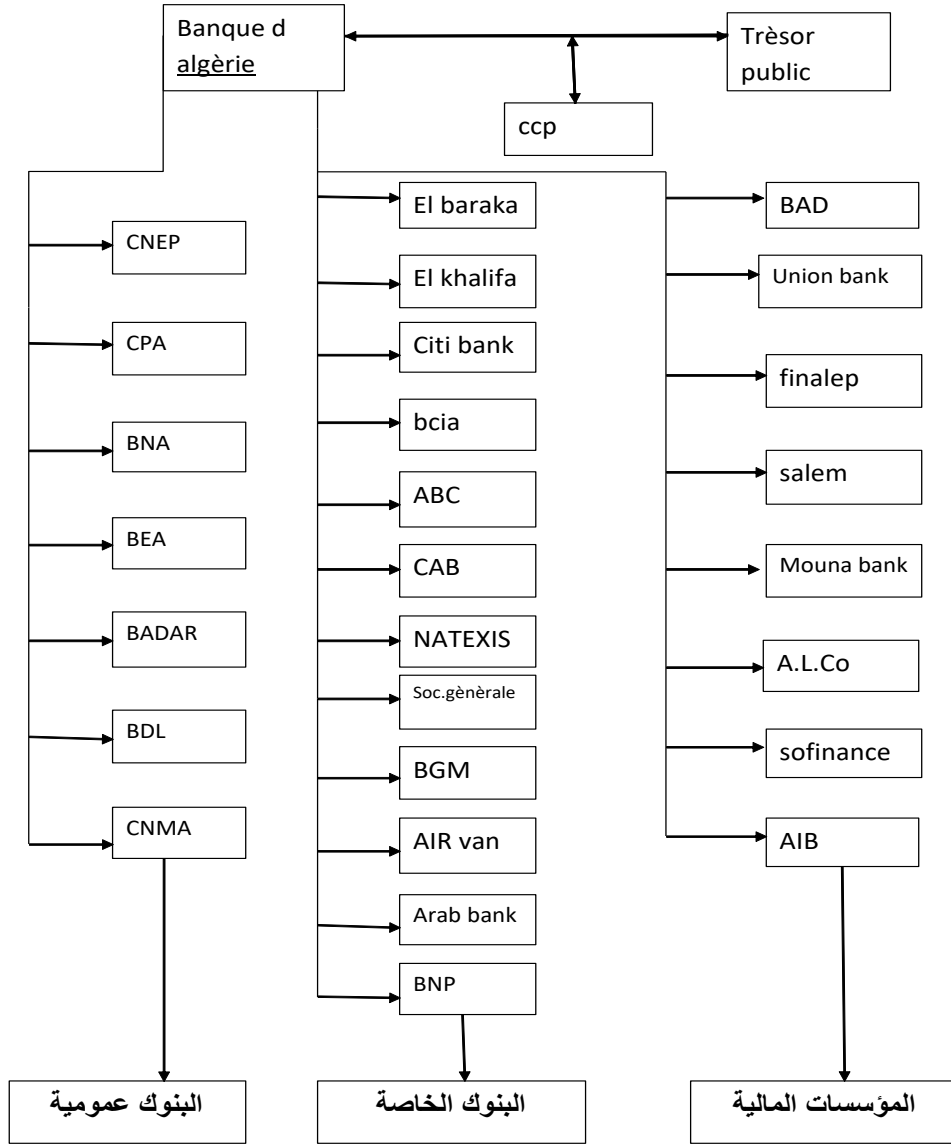 Banque d
algèrie
Trèsor
public
ccp
CNEP
CPA
BNA
BEA
BADAR
BDL
CNMA
El baraka
El khalifa
Citi bank
bcia
ABC
CAB
NATEXIS
Soc.gènèrale
BGM
AIR van
Arab bank
BNP
BAD
Union bank
finalep
salem
Mouna bank
A.L.Co
sofinance
AIB
البنوك عمومية
البنوك الخاصة
المؤسسات المالية